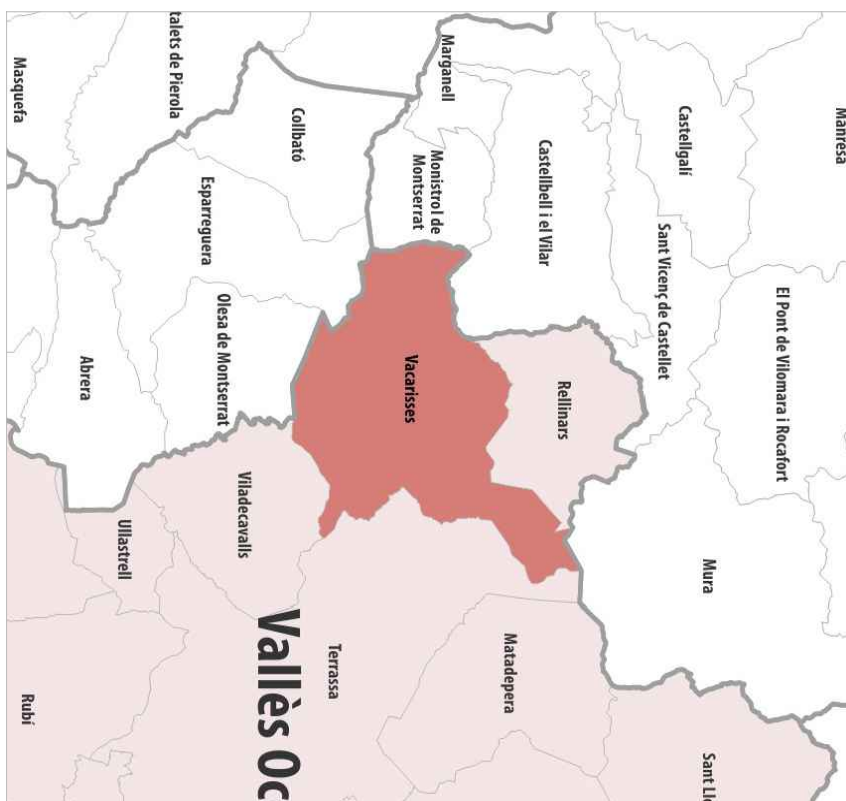 Manresa
El Pont de Vilomara i Rocafort
Mura
Castellgalí
Sant Vicenç de Castellet
Rellinars
Castellbell i el Vilar
Matadepera
Marganell
Monistrol de
Montserrat
Vacarisses
Terrassa
Collbató
Vallès Oc
Viladecavalls
Olesa de Montserrat
Esparreguera
talets de Pierola
Ullastrell
Abrera
Rubí
Masquefa
Sant